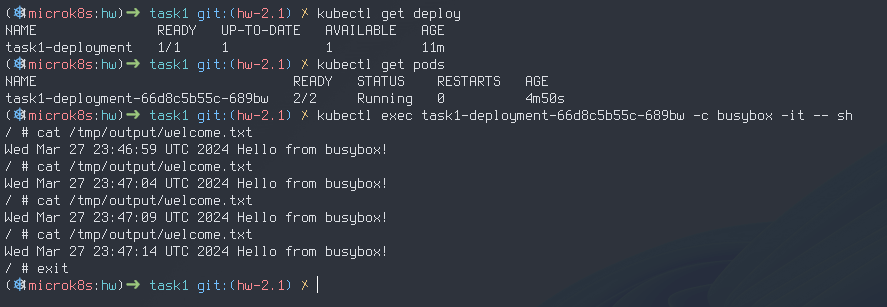 (⎈microk8s:hw)➜ task1 git:(hw-2.1) ✗ kubectl get deploy
NAME READY UP-TO-DATE AVAILABLE AGE
task1-deployment 1/1 1 1 11m
(⎈microk8s:hw)➜ task1 git:(hw-2.1) ✗ kubectl get pods
NAME READY STATUS RESTARTS AGE
task1-deployment-66d8c5b55c-689bw 2/2 Running 0 4m50s
(⎈microk8s:hw)➜ task1 git:(hw-2.1) ✗ kubectl exec task1-deployment-66d8c5b55c-689bw -c busybox -it -- sh
/ # cat /tmp/output/welcome.txt
Wed Mar 27 23:46:59 UTC 2024 Hello from busybox!
/ # cat /tmp/output/welcome.txt
Wed Mar 27 23:47:04 UTC 2024 Hello from busybox!
/ # cat /tmp/output/welcome.txt
Wed Mar 27 23:47:09 UTC 2024 Hello from busybox!
/ # cat /tmp/output/welcome.txt
Wed Mar 27 23:47:14 UTC 2024 Hello from busybox!
/ # exit
(⎈microk8s:hw)➜ task1 git:(hw-2.1) ✗